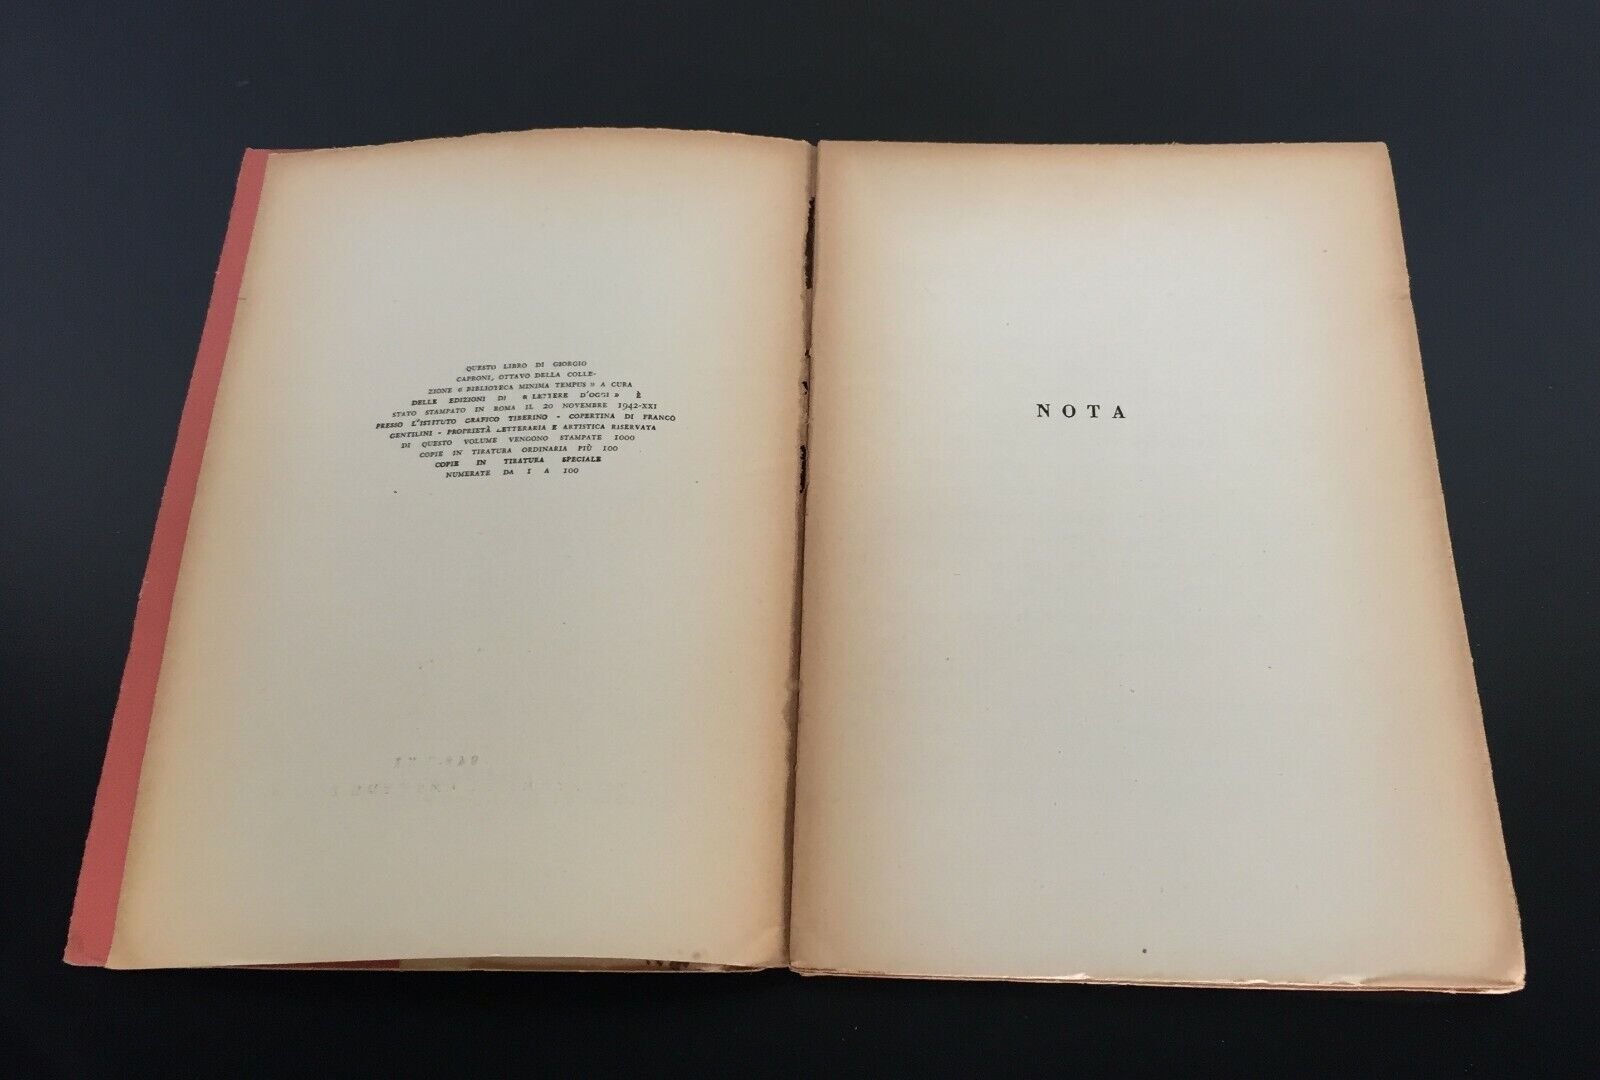 QUESTO LIBRO DI GIORGIO
CAPRONI, OTTAVO DELLA COLLE-
ZIONE « BIBLIOTECA MINIMA TEMPUS » A CURA
DELLE EDIZIONI DI « LETTERE D'OGGI » È
STATO STAMPATO IN ROMA IL 20 NOVEMBRE 1942-XXI
PRESSO L'ISTITUTO GRAFICO TIBERINO - COPERTINA DI FRANCO
GENTILINI - PROPRIETÀ LETTERARIA E ARTISTICA RISERVATA
DI QUESTO VOLUME VENGONO STAMPATE 1000
COPIE IN TIRATURA ORDINARIA PIÙ 100
COPIE IN TIRATURA SPECIALE
NUMERATE DA 1 A 100
NOTA